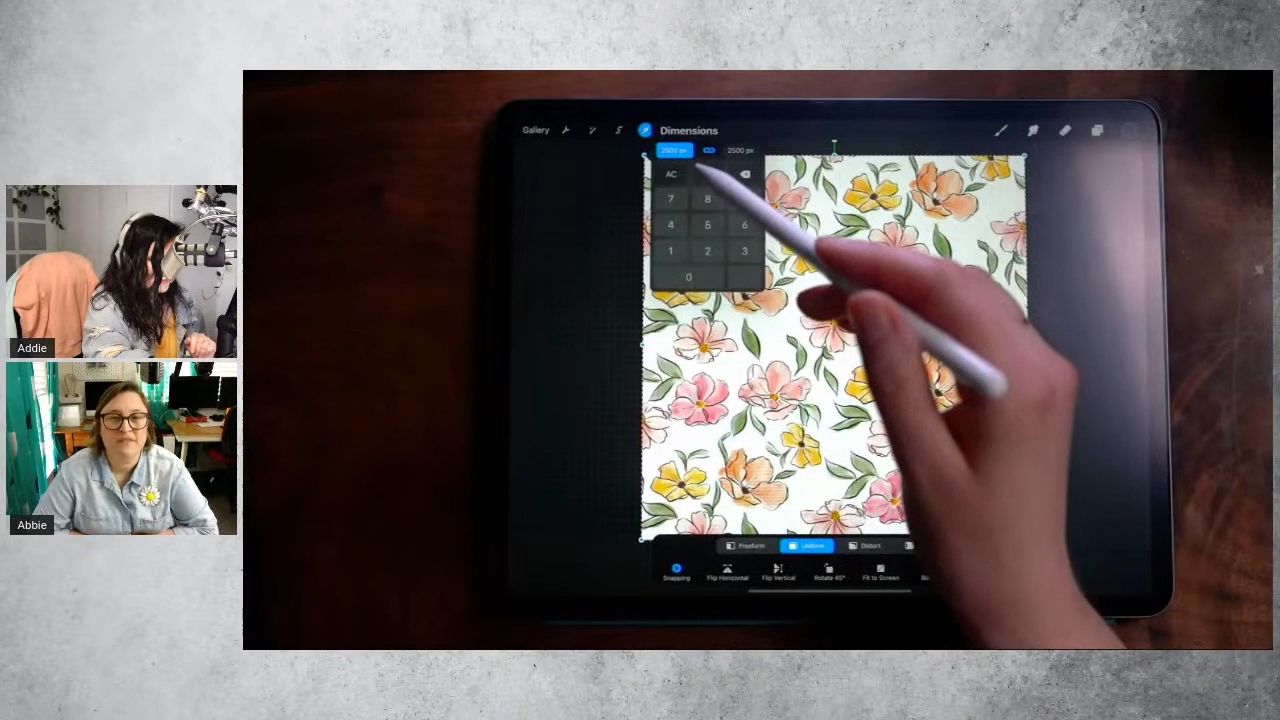 Gallery
Dimensions
2500 px
2500 px
AC
7 8
4 5 6
1 2 3
0
Freeform
Uniform
Distort
Snapping
Flip Horizontal
Flip Vertical
Rotate 45°
Fit to Screen
Addie
Abbie